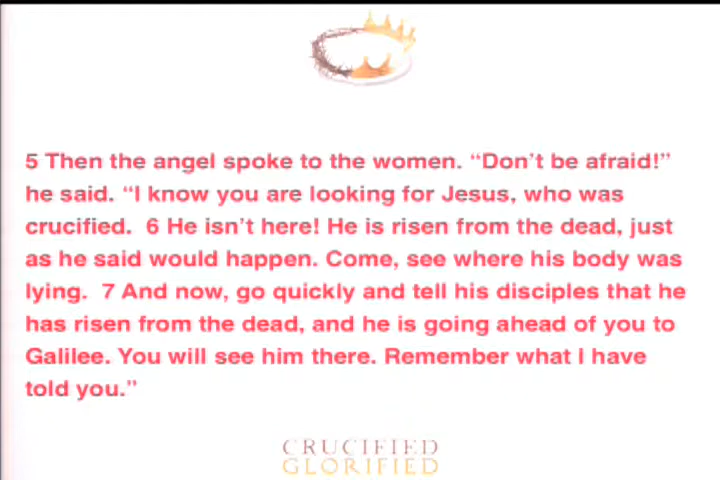 5 Then the angel spoke to the women. “Don’t be afraid!”
he said. “I know you are looking for Jesus, who was
crucified.  6 He isn’t here! He is risen from the dead, just
as he said would happen. Come, see where his body was
lying.  7 And now, go quickly and tell his disciples that he
has risen from the dead, and he is going ahead of you to
Galilee. You will see him there. Remember what I have
told you.”
CRUCIFIED
GLORIFIED